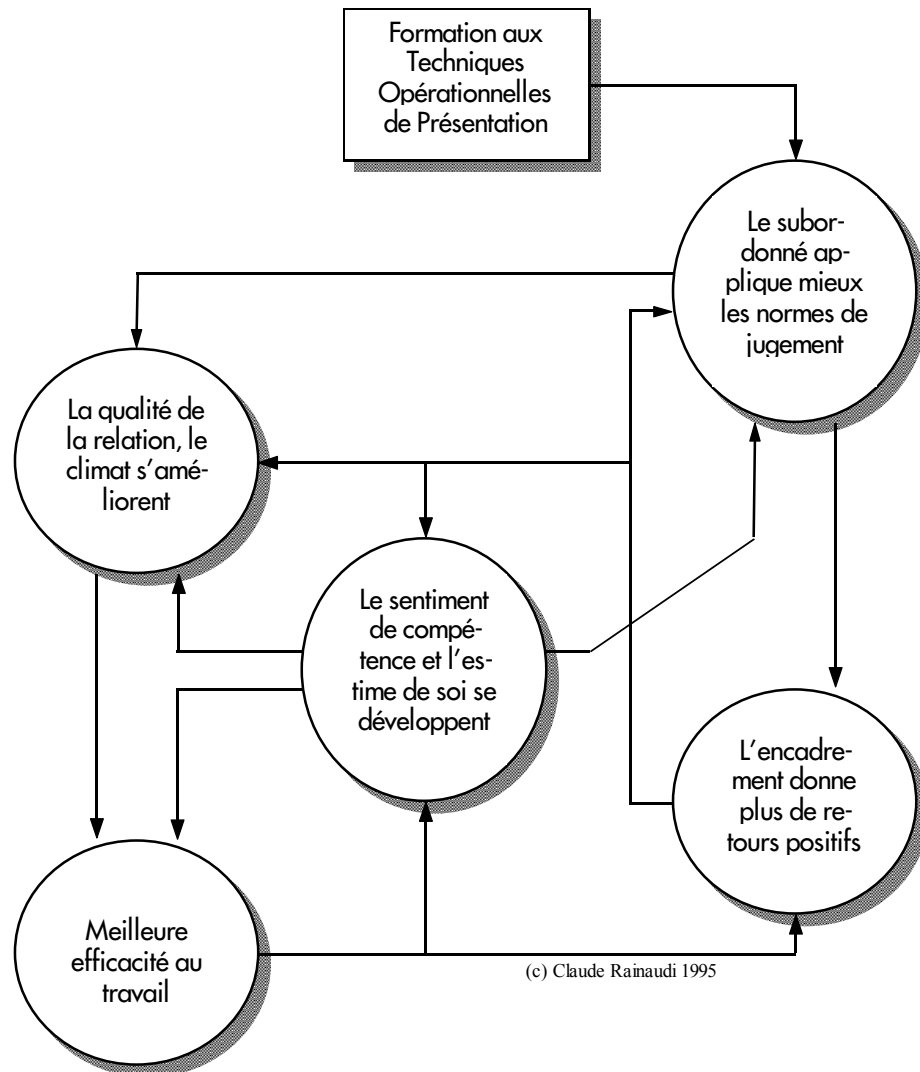 Formation aux
Techniques
Opérationnelles
de Présentation
Le subor-
donné ap-
plique mieux
les normes de
jugement
La qualité de
la relation, le
climat s’amé-
liorent
Le sentiment
de compé-
tence et l’es-
time de soi se
développent
L’encadre-
ment donne
plus de re-
tours positifs
Meilleure
efficacité au
travail
(c) Claude Rainaudi 1995